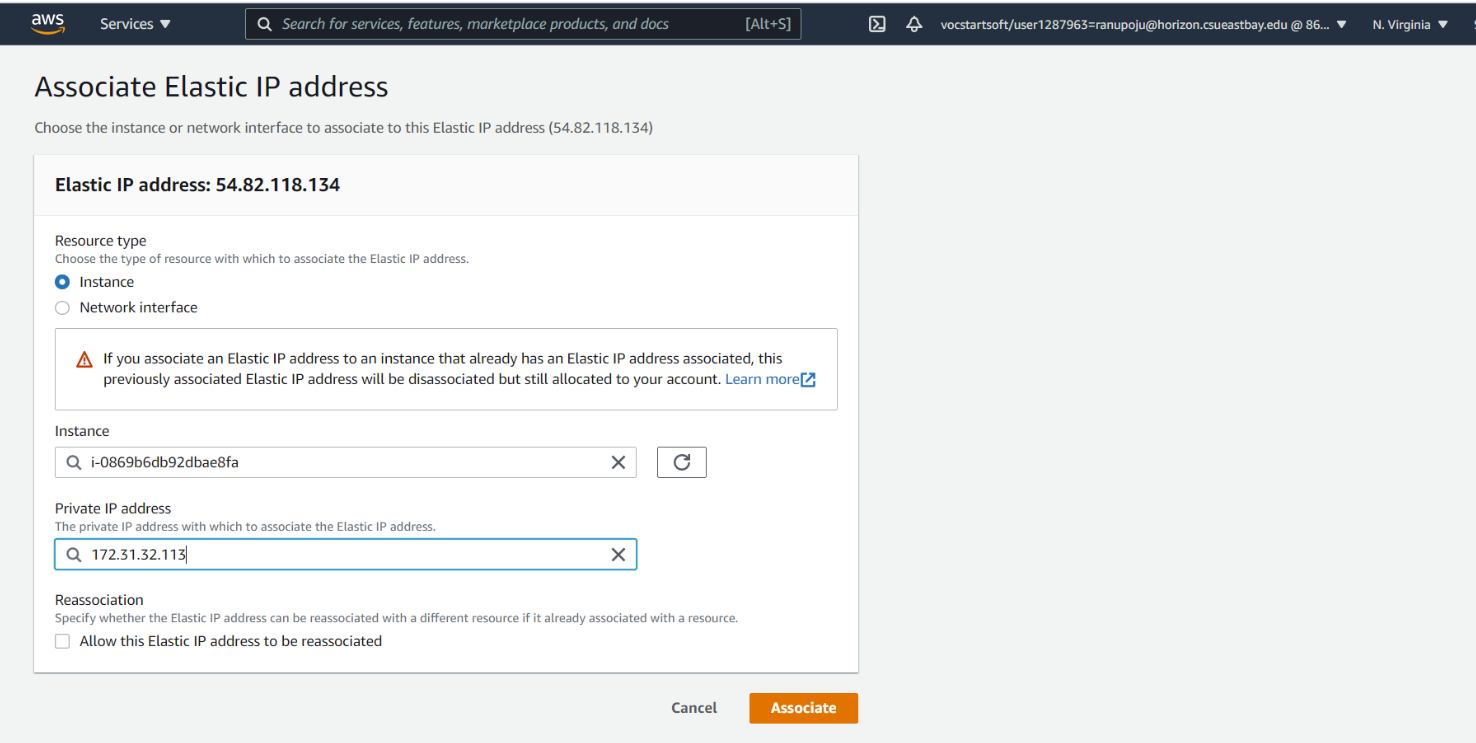 aws
Services
Search for services, features, marketplace products, and docs [Alt+S]
vocstartsoft/user1287963=ranupoju@horizon.csueastbay.edu @ 86...
N. Virginia
Associate Elastic IP address
Choose the instance or network interface to associate to this Elastic IP address (54.82.118.134)
Elastic IP address: 54.82.118.134
Resource type
Choose the type of resource with which to associate the Elastic IP address.
Instance
Network interface
If you associate an Elastic IP address to an instance that already has an Elastic IP address associated, this
previously associated Elastic IP address will be disassociated but still allocated to your account. Learn more
Instance
i-0869b6db92dbae8fa
Private IP address
The private IP address with which to associate the Elastic IP address.
172.31.32.113
Reassociation
Specify whether the Elastic IP address can be reassociated with a different resource if it already associated with a resource.
Allow this Elastic IP address to be reassociated
Cancel
Associate